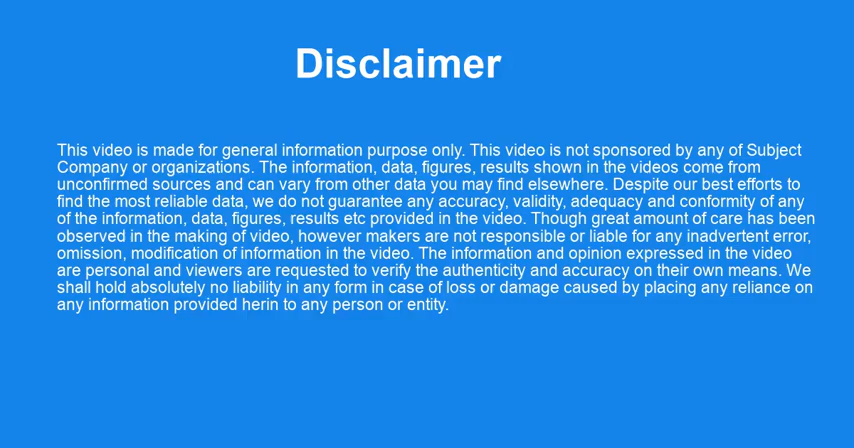 Disclaimer
This video is made for general information purpose only. This video is not sponsored by any of Subject
Company or organizations. The information, data, figures, results shown in the videos come from
unconfirmed sources and can vary from other data you may find elsewhere. Despite our best efforts to
find the most reliable data, we do not guarantee any accuracy, validity, adequacy and conformity of any
of the information, data, figures, results etc provided in the video. Though great amount of care has been
observed in the making of video, however makers are not responsible or liable for any inadvertent error,
omission, modification of information in the video. The information and opinion expressed in the video
are personal and viewers are requested to verify the authenticity and accuracy on their own means. We
shall hold absolutely no liability in any form in case of loss or damage caused by placing any reliance on
any information provided herin to any person or entity.